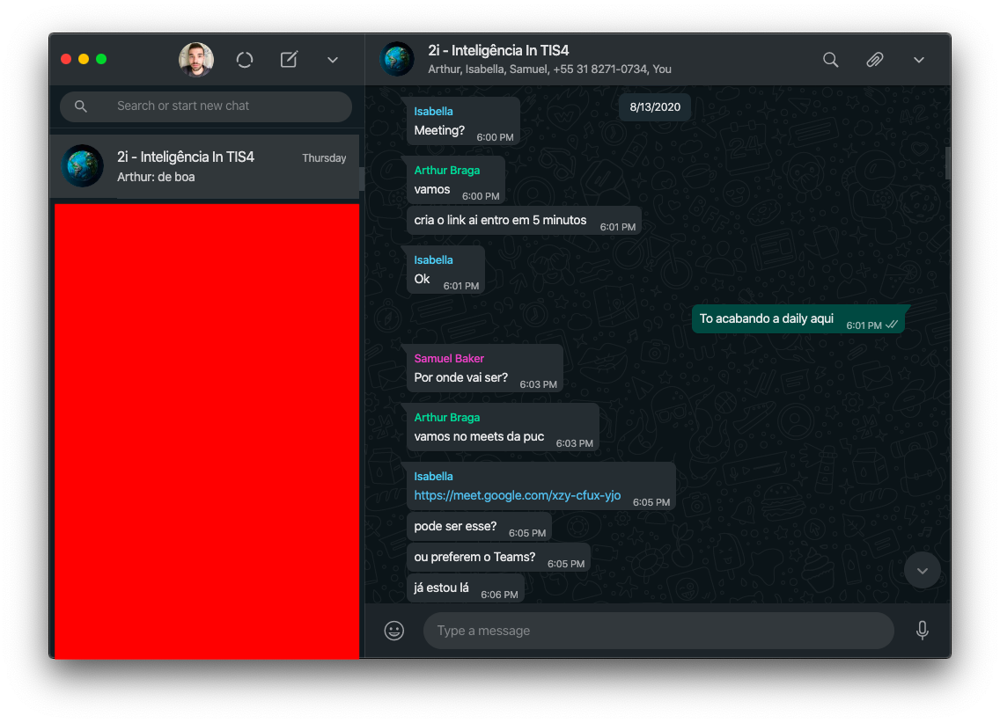 Search or start new chat
2i - Inteligência In TIS4
Thursday
Arthur: de boa
2i - Inteligência In TIS4
Arthur, Isabella, Samuel, +55 31 8271-0734, You
8/13/2020
Isabella
Meeting? 6:00 PM
Arthur Braga
vamos 6:00 PM
cria o link ai entro em 5 minutos 6:01 PM
Isabella
Ok 6:01 PM
To acabando a daily aqui 6:01 PM
Samuel Baker
Por onde vai ser? 6:03 PM
Arthur Braga
vamos no meets da puc 6:03 PM
Isabella
https://meet.google.com/xzy-cfux-yjo 6:05 PM
pode ser esse? 6:05 PM
ou preferem o Teams? 6:05 PM
já estou lá 6:06 PM
Type a message